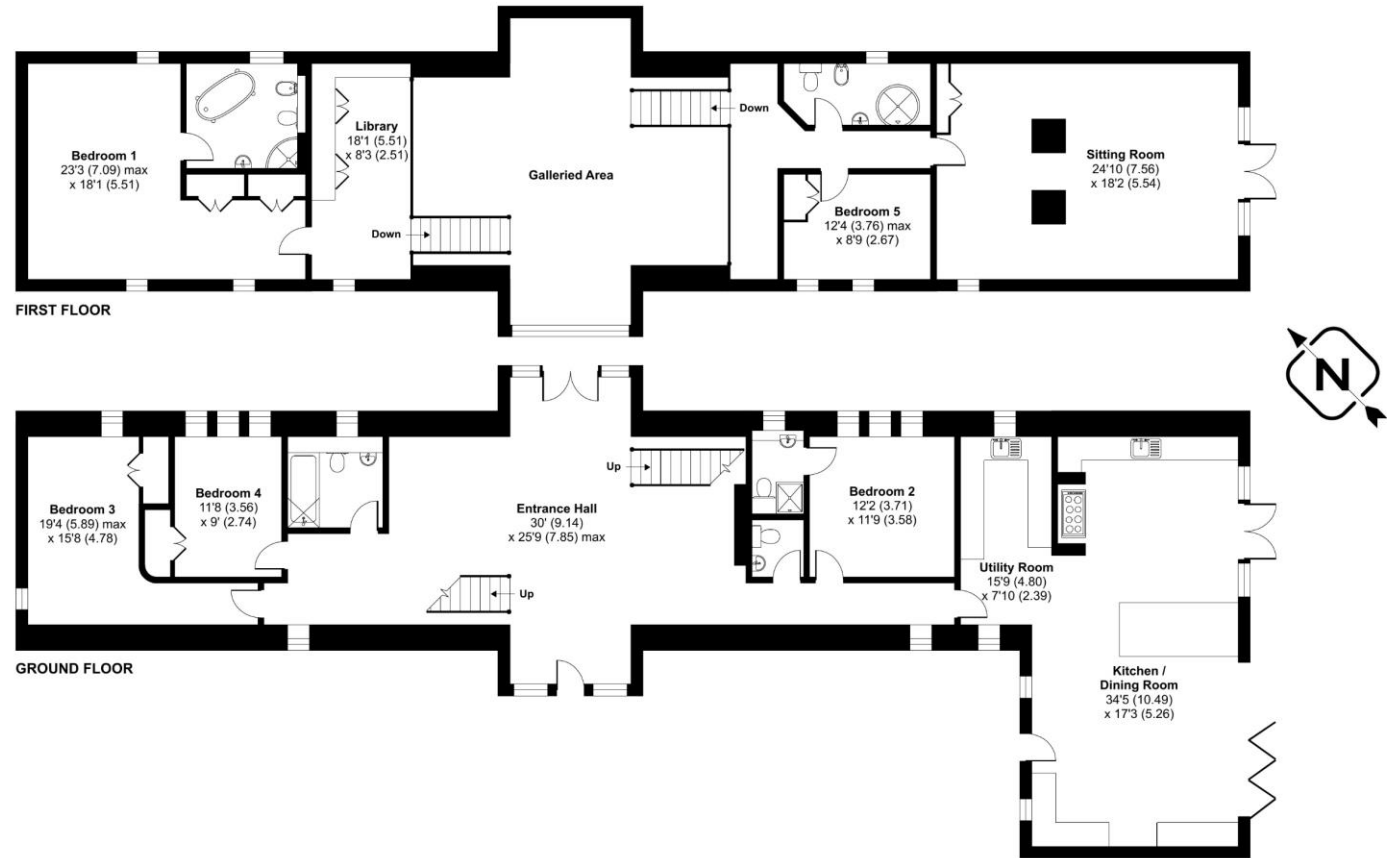 Bedroom 1
23'3 (7.09) max
x 18'1 (5.51)
Library
18'1 (5.51)
x 8'3 (2.51)
Down
Galleried Area
Down
Bedroom 5
12'4 (3.76) max
x 8'9 (2.67)
Sitting Room
24'10 (7.56)
x 18'2 (5.54)
FIRST FLOOR
N
Bedroom 3
19'4 (5.89) max
x 15'8 (4.78)
Bedroom 4
11'8 (3.56)
x 9' (2.74)
Up
Entrance Hall
30' (9.14)
x 25'9 (7.85) max
Up
Bedroom 2
12'2 (3.71)
x 11'9 (3.58)
Utility Room
15'9 (4.80)
x 7'10 (2.39)
Kitchen /
Dining Room
34'5 (10.49)
x 17'3 (5.26)
GROUND FLOOR